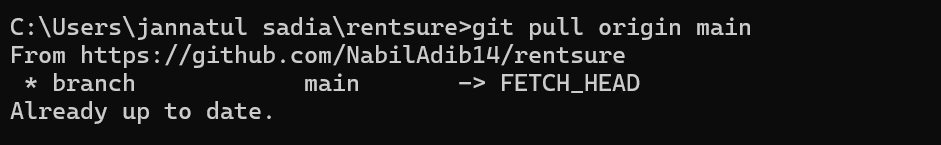 C:\Users\jannatul sadia\rentsure>git pull origin main
From https://github.com/NabilAdib14/rentsure
 * branch            main       -> FETCH_HEAD
Already up to date.